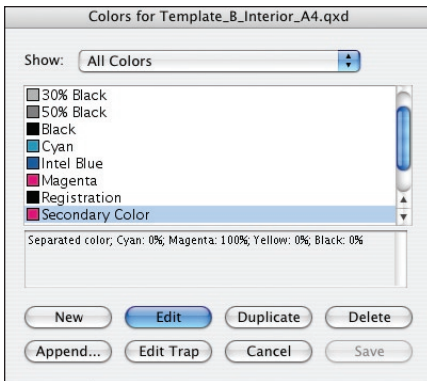 Colors for Template_B_Interior_A4.qxd
Show: All Colors
30% Black
50% Black
Black
Cyan
Intel Blue
Magenta
Registration
Secondary Color
Separated color; Cyan: 0%; Magenta: 100%; Yellow: 0%; Black: 0%
New Edit Duplicate Delete
Append... Edit Trap Cancel Save